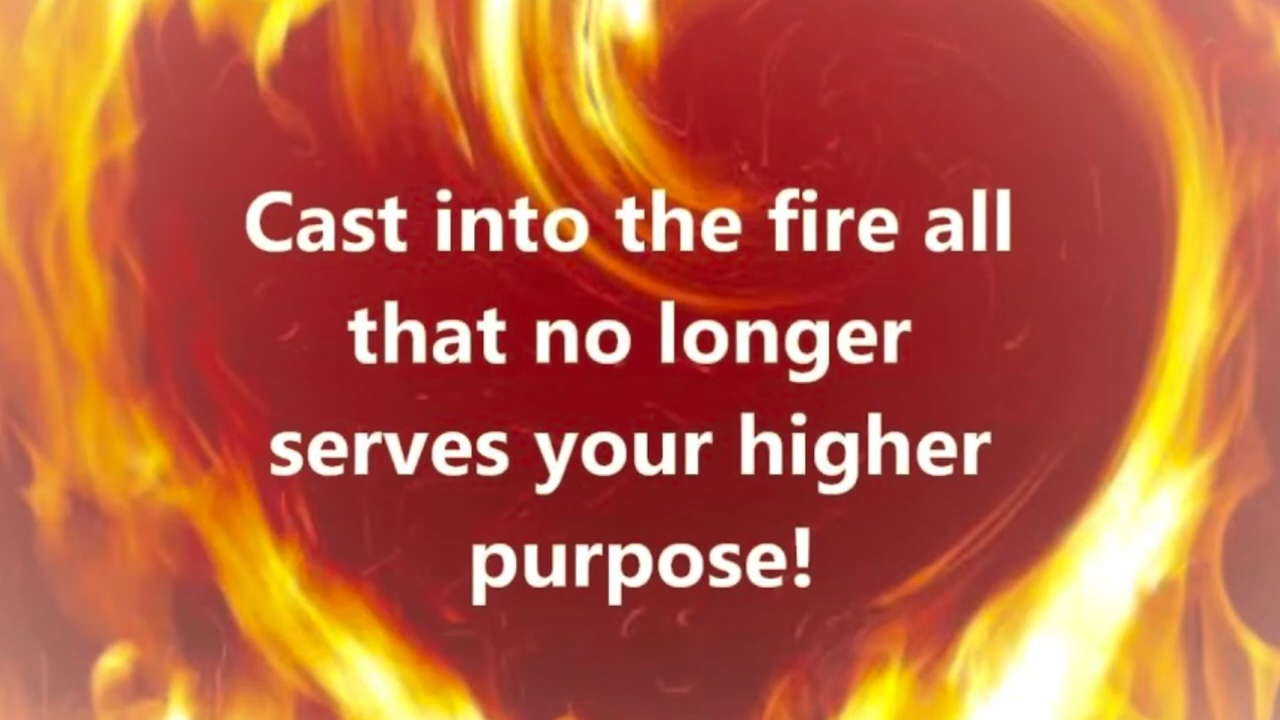 Cast into the fire all
that no longer
serves your higher
purpose!